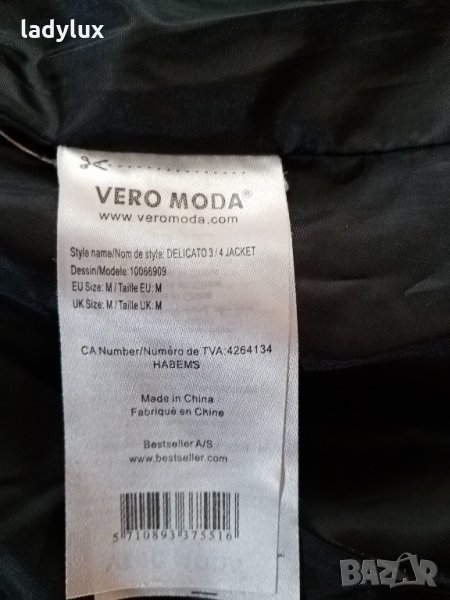 ladylux
VERO MODA®
www.veromoda.com
Style name/Nom de style: DELICATO 3/4 JACKET
Dessin/Modele: 10066909
EU Size: M / Taille EU: M
UK Size: M / Taille UK: M
CA Number/Numéro de TVA:4264134
HABEMS
Made in China
Fabriqué en Chine
Bestseller A/S
www.bestseller.com
5 710893 375516
BAZAR